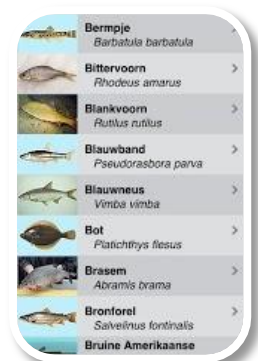 Bermpje
Barbatula barbatula
Bittervoorn
Rhodeus amarus
Blankvoorn
Rutilus rutilus
Blauwband
Pseudorasbora parva
Blauwneus
Vimba vimba
Bot
Platichthys flesus
Brasem
Abramis brama
Bronforel
Salvelinus fontinalis
Bruine Amerikaanse